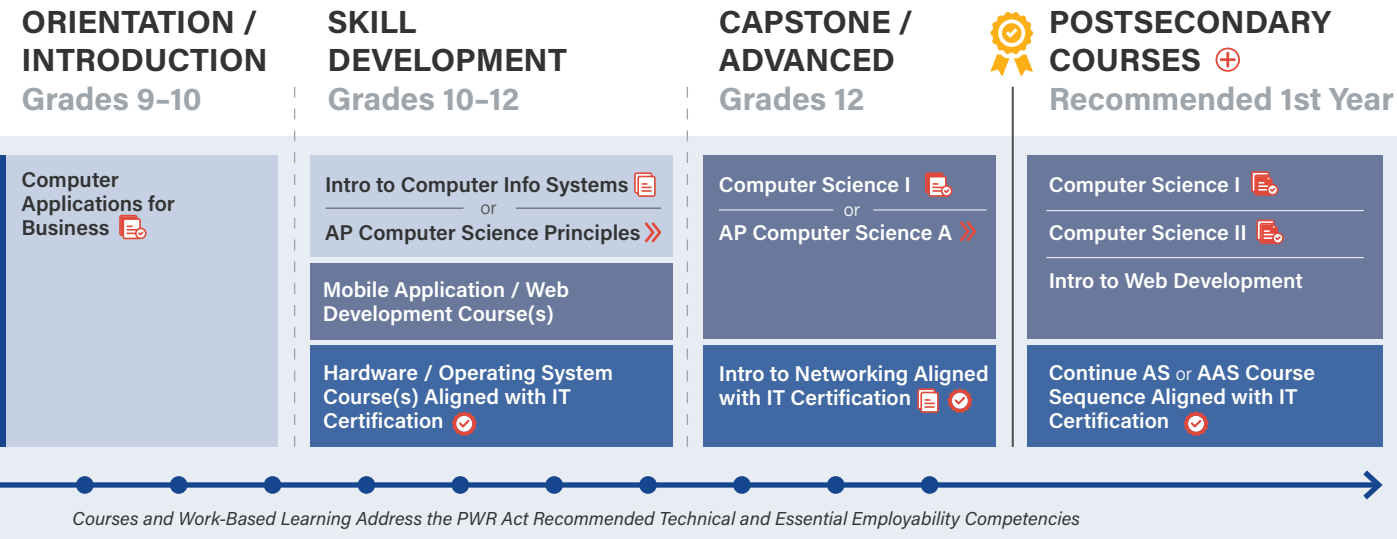 ORIENTATION /
INTRODUCTION
Grades 9–10
SKILL
DEVELOPMENT
Grades 10–12
CAPSTONE /
ADVANCED
Grades 12
POSTSECONDARY
COURSES
Recommended 1st Year
Computer
Applications for
Business
Intro to Computer Info Systems
or
AP Computer Science Principles
Mobile Application / Web
Development Course(s)
Hardware / Operating System
Course(s) Aligned with IT
Certification
Computer Science I
or
AP Computer Science A
Intro to Networking Aligned
with IT Certification
Computer Science I
Computer Science II
Intro to Web Development
Continue AS or AAS Course
Sequence Aligned with IT
Certification
Courses and Work-Based Learning Address the PWR Act Recommended Technical and Essential Employability Competencies